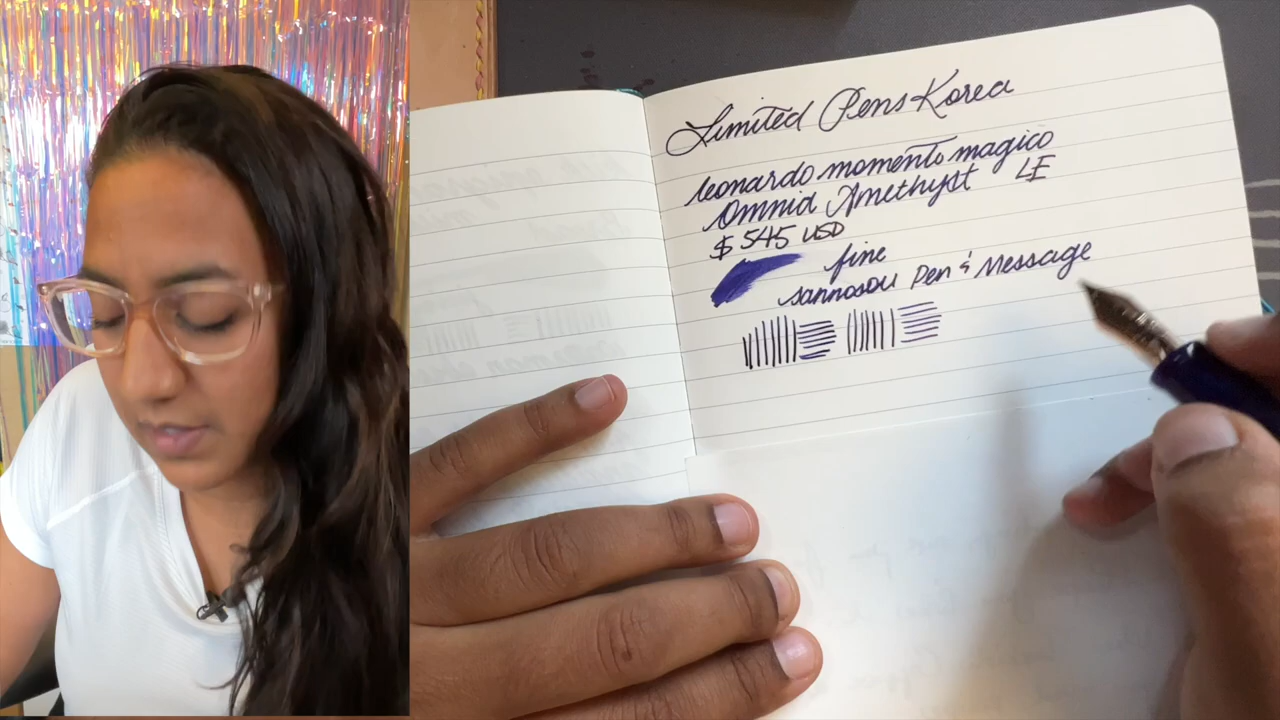 Limited Pens Korea
leonardo momento magico
Omnia Amethyst LE
$545 USD
fine
sannosou Pen & Message